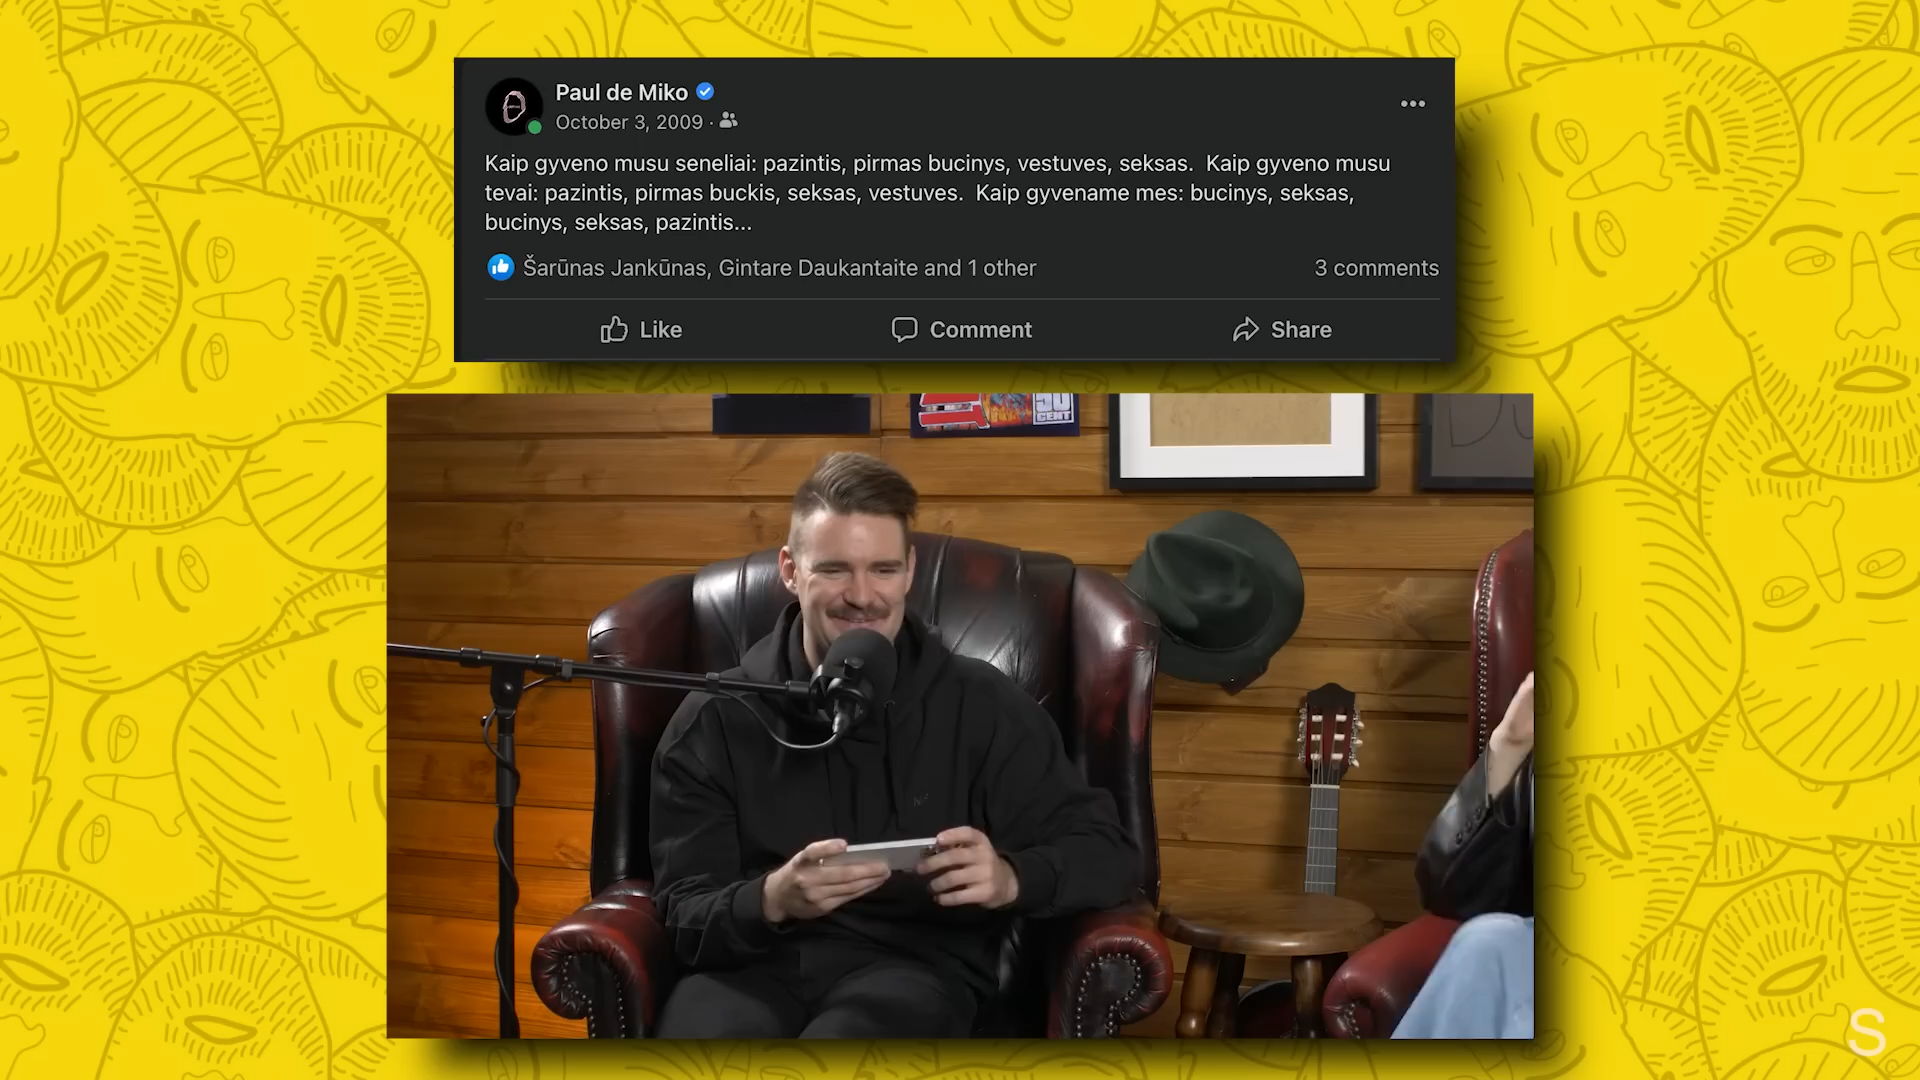 Paul de Miko
October 3, 2009 ·
Kaip gyveno musu seneliai: pazintis, pirmas bucinys, vestuves, seksas.  Kaip gyveno musu
tevai: pazintis, pirmas buckis, seksas, vestuves.  Kaip gyvename mes: bucinys, seksas,
bucinys, seksas, pazintis...
Šarūnas Jankūnas, Gintare Daukantaite and 1 other
3 comments
Like
Comment
Share
50
CENT
S